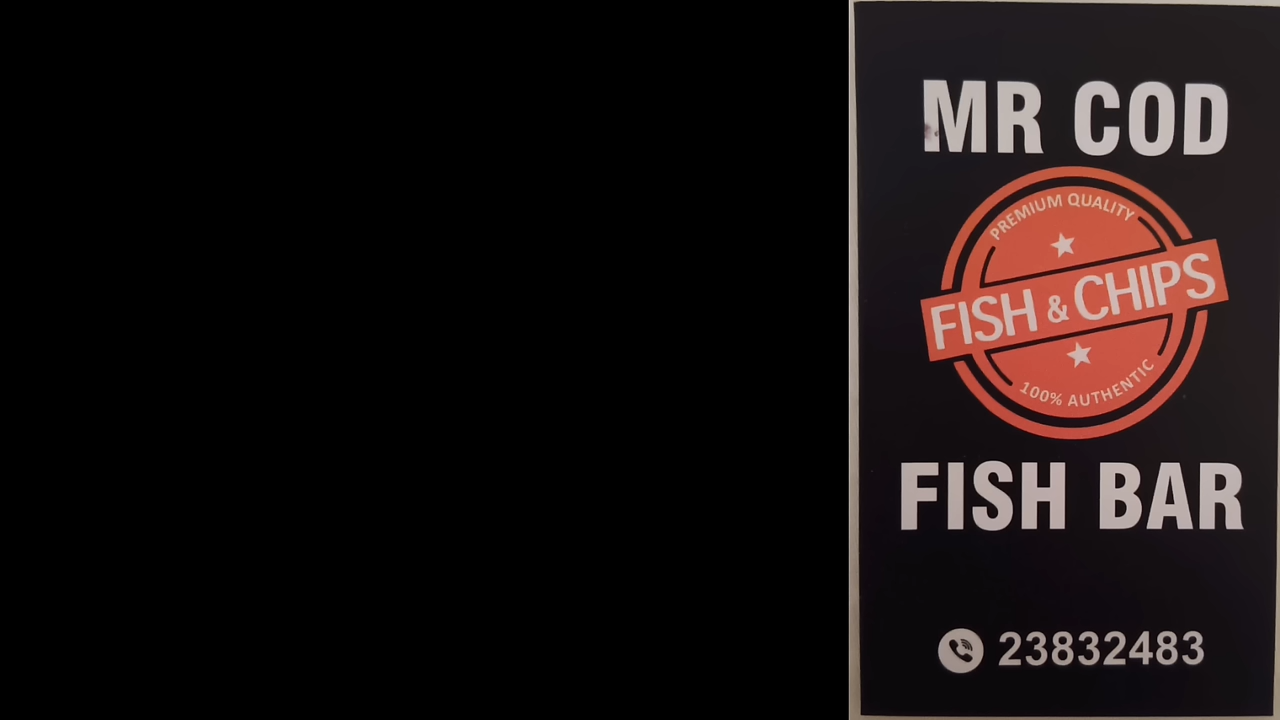 MR COD
PREMIUM QUALITY
FISH & CHIPS
100% AUTHENTIC
FISH BAR
23832483